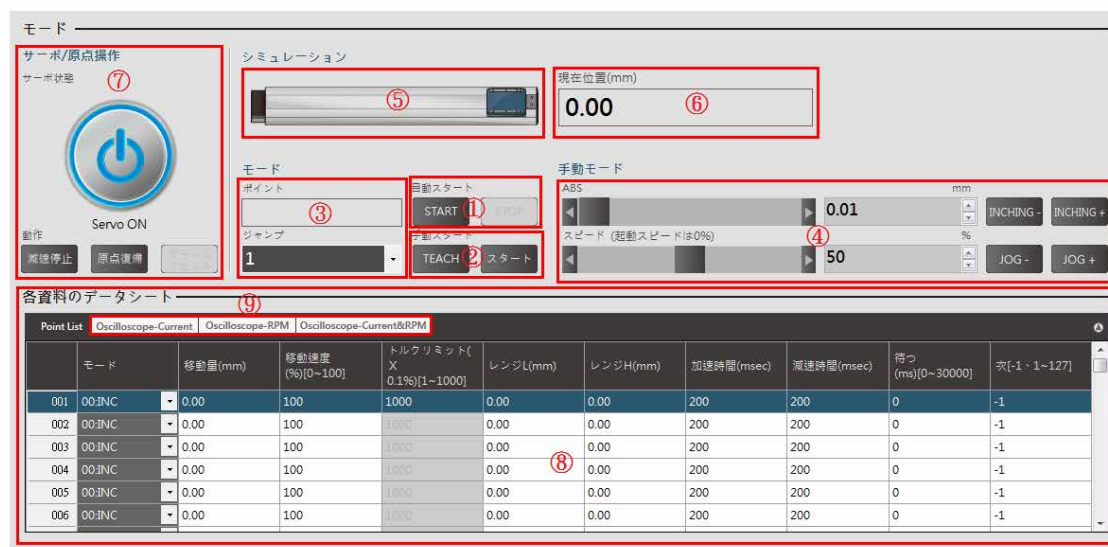 モード
サーボ/原点操作
サーボ状態
⑦
Servo ON
動作
減速停止
原点復帰
シミュレーション
⑤
現在位置(mm)
0.00
⑥
モード
ポイント
③
ジャンプ
1
自動スタート
START
①
STOP
手動スタート
TEACH
②
スタート
手動モード
ABS
mm
0.01
INCHING -
INCHING +
スピード (起動スピードは0%)
④
%
50
JOG -
JOG +
各資料のデータシート
⑨
Point List Oscilloscope-Current Oscilloscope-RPM Oscilloscope-Current&RPM
モード 移動量(mm) 移動速度(%)[0~100] トルクリミット(X 0.1%)[1~1000] レンジL(mm) レンジH(mm) 加速時間(msec) 減速時間(msec) 待つ(ms)[0~30000] 次[-1、1~127]
001 00:INC 0.00 100 1000 0.00 0.00 200 200 0 -1
002 00:INC 0.00 100 1000 0.00 0.00 200 200 0 -1
003 00:INC 0.00 100 1000 0.00 0.00 200 200 0 -1
004 00:INC 0.00 100 1000 0.00 0.00 200 200 0 -1
⑧
005 00:INC 0.00 100 1000 0.00 0.00 200 200 0 -1
006 00:INC 0.00 100 1000 0.00 0.00 200 200 0 -1